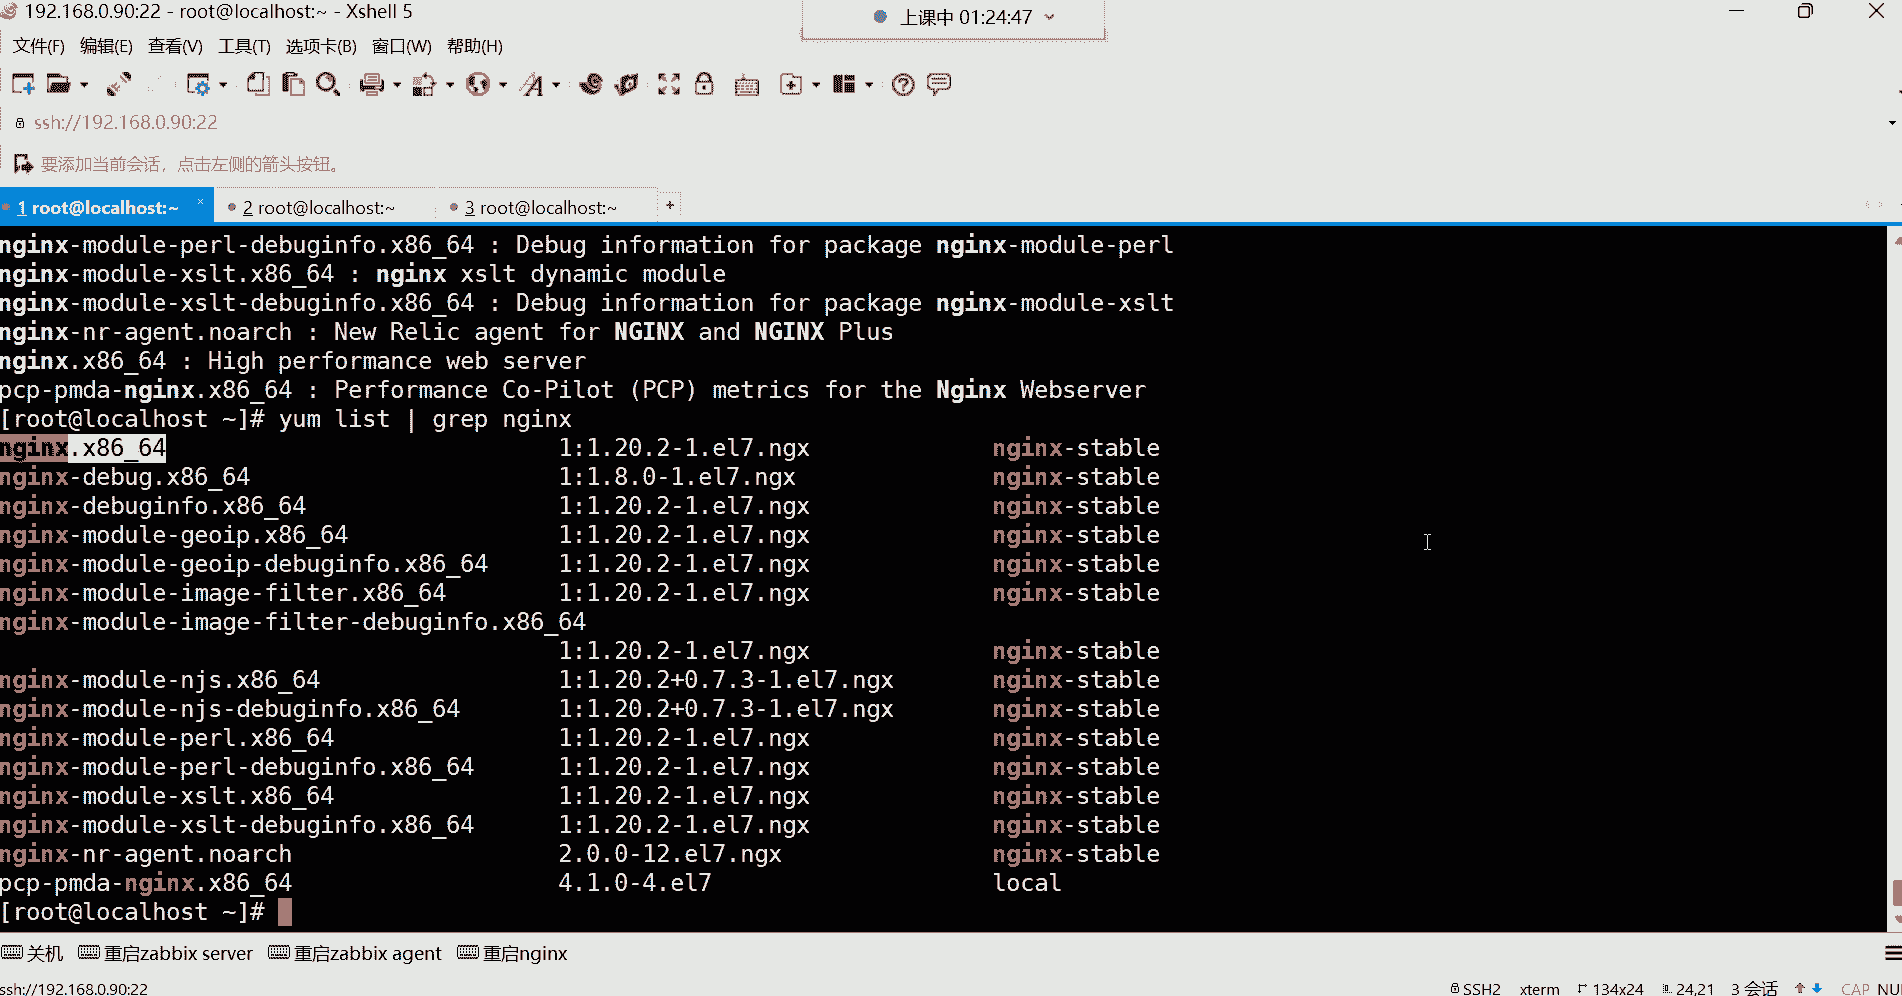 192.168.0.90:22 - root@localhost:~ - Xshell 5
上课中 01:24:47
文件(F) 编辑(E) 查看(V) 工具(T) 选项卡(B) 窗口(W) 帮助(H)
ssh://192.168.0.90:22
要添加当前会话，点击左侧的箭头按钮。
1 root@localhost:~ × 2 root@localhost:~ 3 root@localhost:~ +
nginx-module-perl-debuginfo.x86_64 : Debug information for package nginx-module-perl
nginx-module-xslt.x86_64 : nginx xslt dynamic module
nginx-module-xslt-debuginfo.x86_64 : Debug information for package nginx-module-xslt
nginx-nr-agent.noarch : New Relic agent for NGINX and NGINX Plus
nginx.x86_64 : High performance web server
pcp-pmda-nginx.x86_64 : Performance Co-Pilot (PCP) metrics for the Nginx Webserver
[root@localhost ~]# yum list | grep nginx
nginx.x86_64 1:1.20.2-1.el7.ngx nginx-stable
nginx-debug.x86_64 1:1.8.0-1.el7.ngx nginx-stable
nginx-debuginfo.x86_64 1:1.20.2-1.el7.ngx nginx-stable
nginx-module-geoip.x86_64 1:1.20.2-1.el7.ngx nginx-stable
nginx-module-geoip-debuginfo.x86_64 1:1.20.2-1.el7.ngx nginx-stable
nginx-module-image-filter.x86_64 1:1.20.2-1.el7.ngx nginx-stable
nginx-module-image-filter-debuginfo.x86_64
1:1.20.2-1.el7.ngx nginx-stable
nginx-module-njs.x86_64 1:1.20.2+0.7.3-1.el7.ngx nginx-stable
nginx-module-njs-debuginfo.x86_64 1:1.20.2+0.7.3-1.el7.ngx nginx-stable
nginx-module-perl.x86_64 1:1.20.2-1.el7.ngx nginx-stable
nginx-module-perl-debuginfo.x86_64 1:1.20.2-1.el7.ngx nginx-stable
nginx-module-xslt.x86_64 1:1.20.2-1.el7.ngx nginx-stable
nginx-module-xslt-debuginfo.x86_64 1:1.20.2-1.el7.ngx nginx-stable
nginx-nr-agent.noarch 2.0.0-12.el7.ngx nginx-stable
pcp-pmda-nginx.x86_64 4.1.0-4.el7 local
[root@localhost ~]#
关机 重启zabbix server 重启zabbix agent 重启nginx
ssh://192.168.0.90:22 SSH2 xterm 134x24 24,21 3 会话 CAP NU